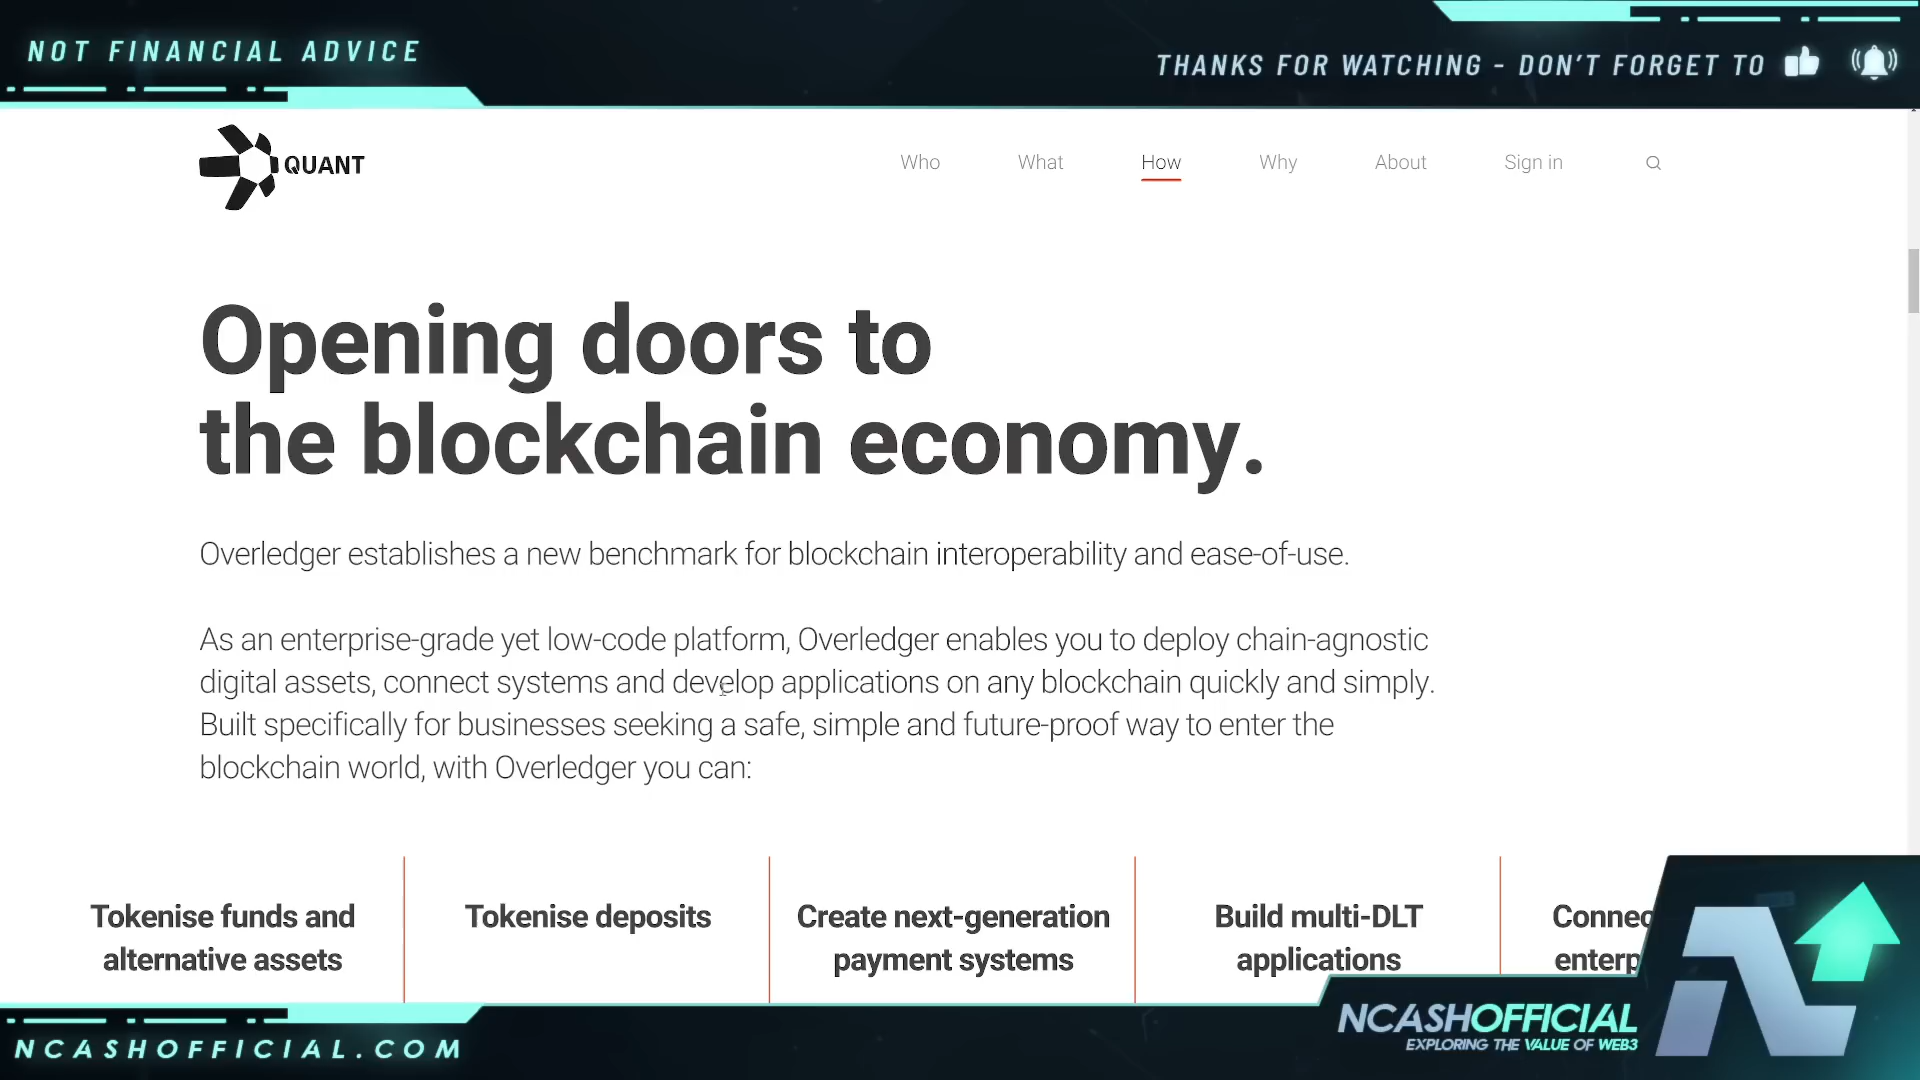 NOT FINANCIAL ADVICE
THANKS FOR WATCHING - DON'T FORGET TO
QUANT
Who What How Why About Sign in
Opening doors to
the blockchain economy.
Overledger establishes a new benchmark for blockchain interoperability and ease-of-use.
As an enterprise-grade yet low-code platform, Overledger enables you to deploy chain-agnostic
digital assets, connect systems and develop applications on any blockchain quickly and simply.
Built specifically for businesses seeking a safe, simple and future-proof way to enter the
blockchain world, with Overledger you can:
Tokenise funds and
alternative assets
Tokenise deposits
Create next-generation
payment systems
Build multi-DLT
applications
NCASHOFFICIAL.COM
NCASHOFFICIAL
EXPLORING THE VALUE OF WEB3